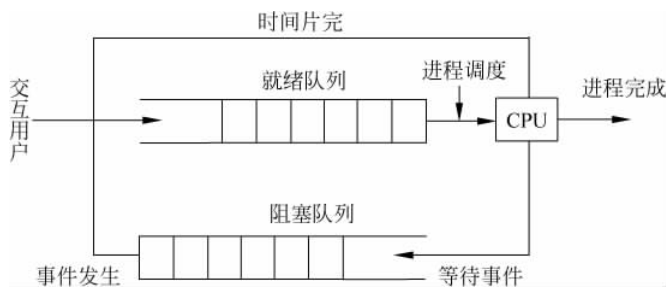 时间片完
交互用户
就绪队列
进程调度
CPU
进程完成
阻塞队列
事件发生
等待事件